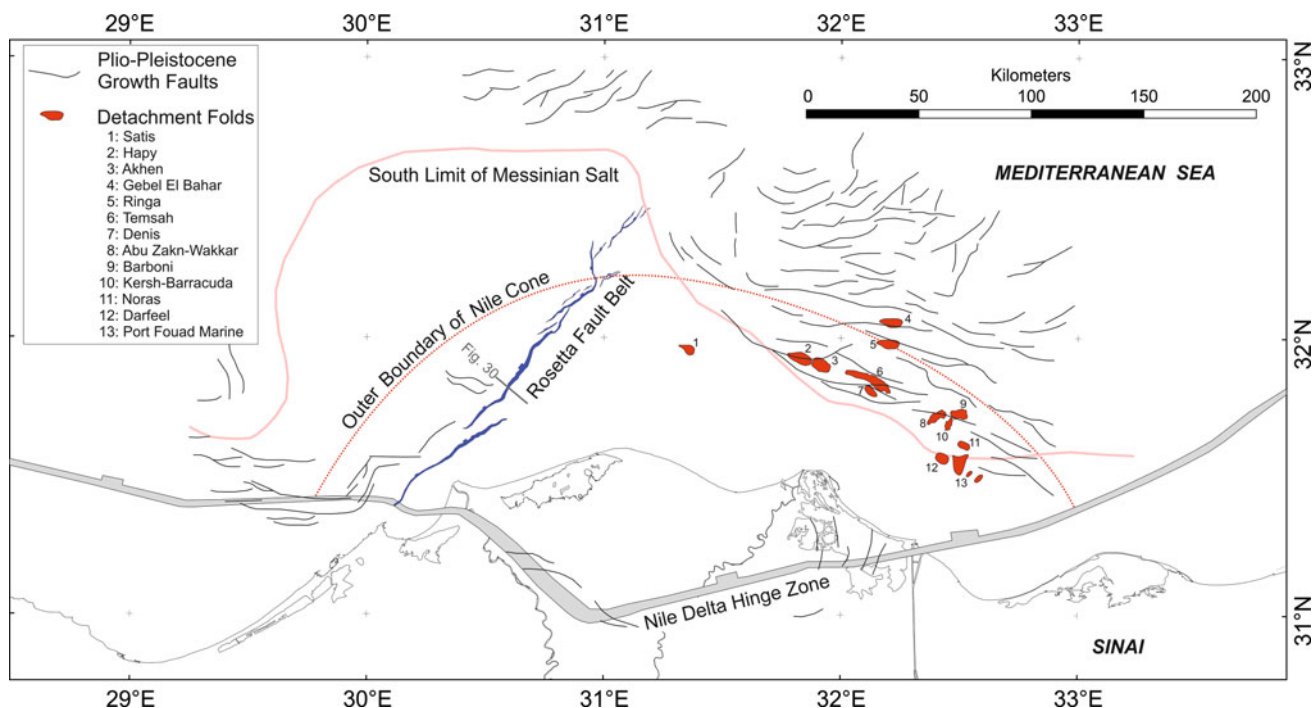 29°E 30°E 31°E 32°E 33°E
33°N
Plio-Pleistocene
Growth Faults
Detachment Folds
1: Satis
2: Hapy
3: Akhen
4: Gebel El Bahar
5: Ringa
6: Temsah
7: Denis
8: Abu Zakn-Wakkar
9: Barboni
10: Kersh-Barracuda
11: Noras
12: Darfeel
13: Port Fouad Marine
Kilometers
0 50 100 150 200
MEDITERRANEAN SEA
South Limit of Messinian Salt
Outer Boundary of Nile Cone
Rosetta Fault Belt
Fig. 30
32°N
1
2
3
4
5
6
7
8
9
10
11
12
13
Nile Delta Hinge Zone
31°N
SINAI
29°E 30°E 31°E 32°E 33°E